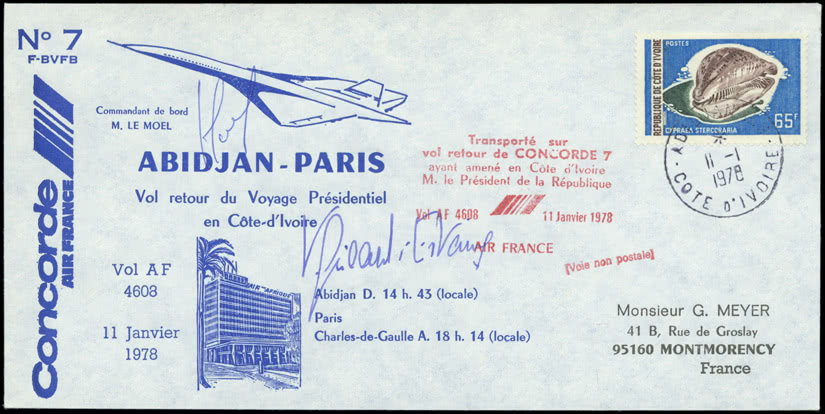 N° 7
F-BVFB
Concorde
AIR FRANCE
Commandant de bord
M. LE MOEL
ABIDJAN-PARIS
Vol retour du Voyage Présidentiel
en Côte-d'Ivoire
Vol AF
4608
11 Janvier
1978
AIR AFRIQUE
Abidjan D. 14 h. 43 (locale)
Paris
Charles-de-Gaulle A. 18 h. 14 (locale)
Transporté sur
vol retour de CONCORDE 7
ayant amené en Côte d'Ivoire
M. le Président de la République
Vol AF 4608 11 Janvier 1978
AIR FRANCE
[Voie non postale]
REPUBLIQUE DE COTE D'IVOIRE
POSTES
65F
CYPRALA STERCORARIA
11-1
1978
COTE D'IVOIRE
Monsieur G. MEYER
41 B, Rue de Groslay
95160 MONTMORENCY
France